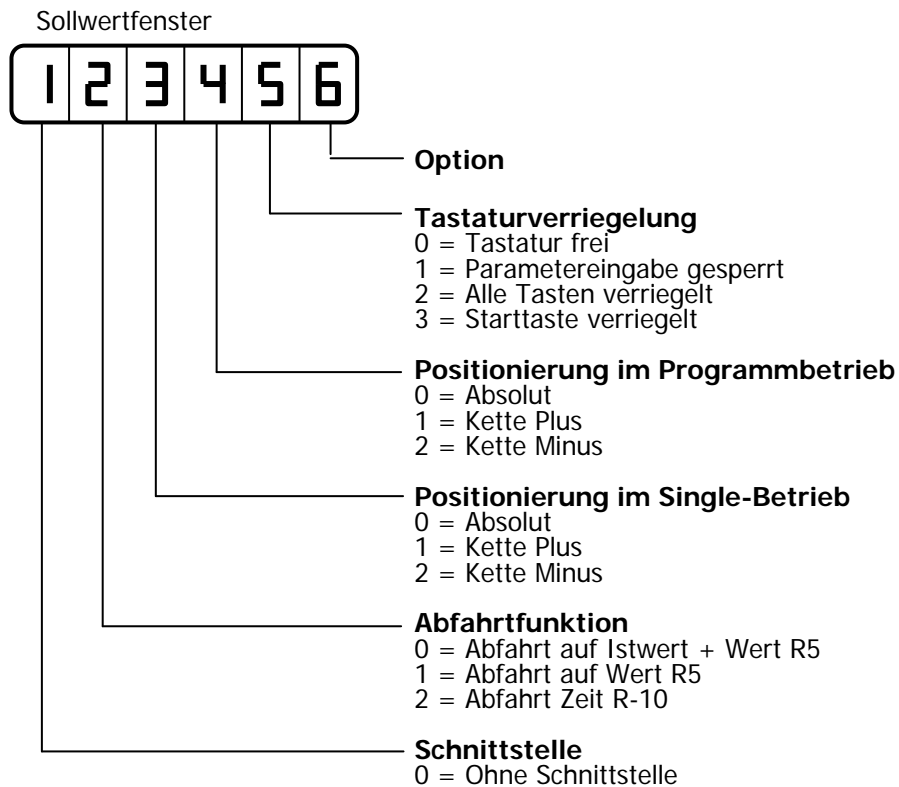 Sollwertfenster
1 2 3 4 5 6
Option
Tastaturverriegelung
0 = Tastatur frei
1 = Parametereingabe gesperrt
2 = Alle Tasten verriegelt
3 = Starttaste verriegelt
Positionierung im Programmbetrieb
0 = Absolut
1 = Kette Plus
2 = Kette Minus
Positionierung im Single-Betrieb
0 = Absolut
1 = Kette Plus
2 = Kette Minus
Abfahrtfunktion
0 = Abfahrt auf Istwert + Wert R5
1 = Abfahrt auf Wert R5
2 = Abfahrt Zeit R-10
Schnittstelle
0 = Ohne Schnittstelle